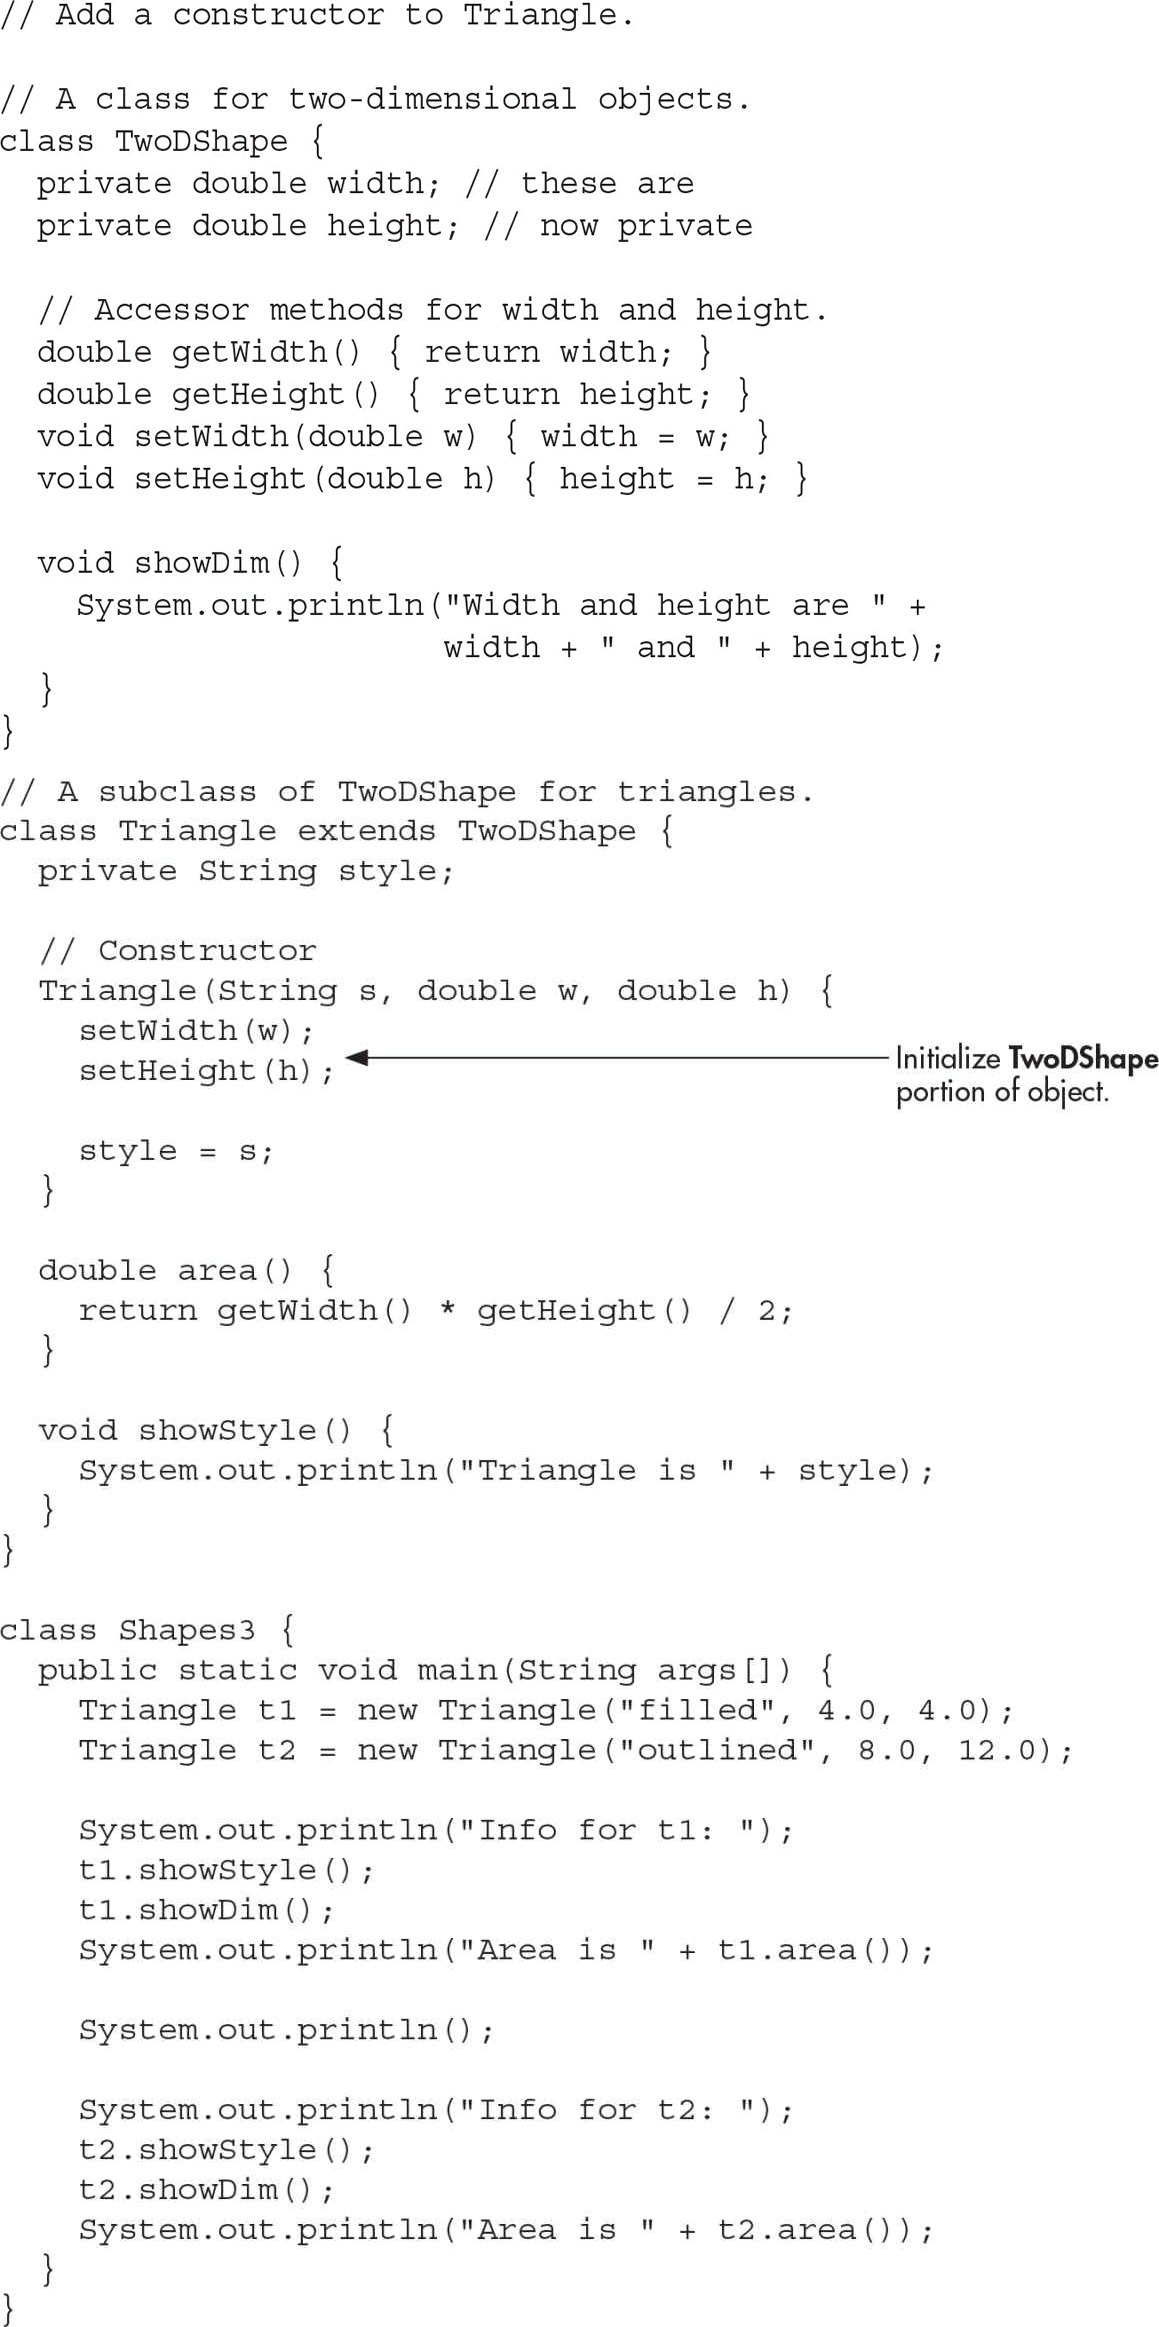 // Add a constructor to Triangle.

// A class for two-dimensional objects.
class TwoDShape {
  private double width; // these are
  private double height; // now private

  // Accessor methods for width and height.
  double getWidth() { return width; }
  double getHeight() { return height; }
  void setWidth(double w) { width = w; }
  void setHeight(double h) { height = h; }

  void showDim() {
    System.out.println("Width and height are " +
                       width + " and " + height);
  }
}
// A subclass of TwoDShape for triangles.
class Triangle extends TwoDShape {
  private String style;

  // Constructor
  Triangle(String s, double w, double h) {
    setWidth(w);
    setHeight(h);
Initialize TwoDShape
portion of object.

    style = s;
  }

  double area() {
    return getWidth() * getHeight() / 2;
  }

  void showStyle() {
    System.out.println("Triangle is " + style);
  }
}

class Shapes3 {
  public static void main(String args[]) {
    Triangle t1 = new Triangle("filled", 4.0, 4.0);
    Triangle t2 = new Triangle("outlined", 8.0, 12.0);

    System.out.println("Info for t1: ");
    t1.showStyle();
    t1.showDim();
    System.out.println("Area is " + t1.area());

    System.out.println();

    System.out.println("Info for t2: ");
    t2.showStyle();
    t2.showDim();
    System.out.println("Area is " + t2.area());
  }
}